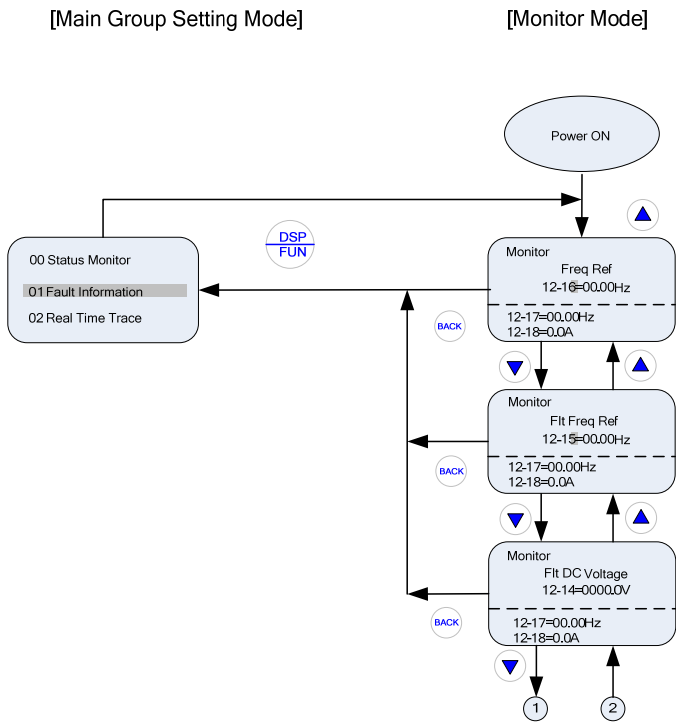 [Main Group Setting Mode]
[Monitor Mode]
Power ON
DSP
FUN
00 Status Monitor
01 Fault Information
02 Real Time Trace
Monitor
Freq Ref
12-16=00.00Hz
12-17=00.00Hz
12-18=0.0A
BACK
Monitor
Flt Freq Ref
12-15=00.00Hz
12-17=00.00Hz
12-18=0.0A
BACK
Monitor
Flt DC Voltage
12-14=0000.0V
12-17=00.00Hz
12-18=0.0A
BACK
1
2